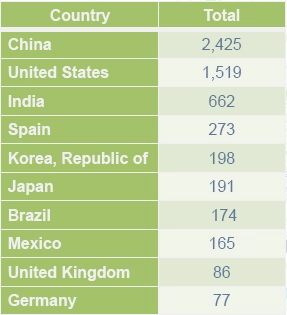 Country Total
China 2,425
United States 1,519
India 662
Spain 273
Korea, Republic of 198
Japan 191
Brazil 174
Mexico 165
United Kingdom 86
Germany 77